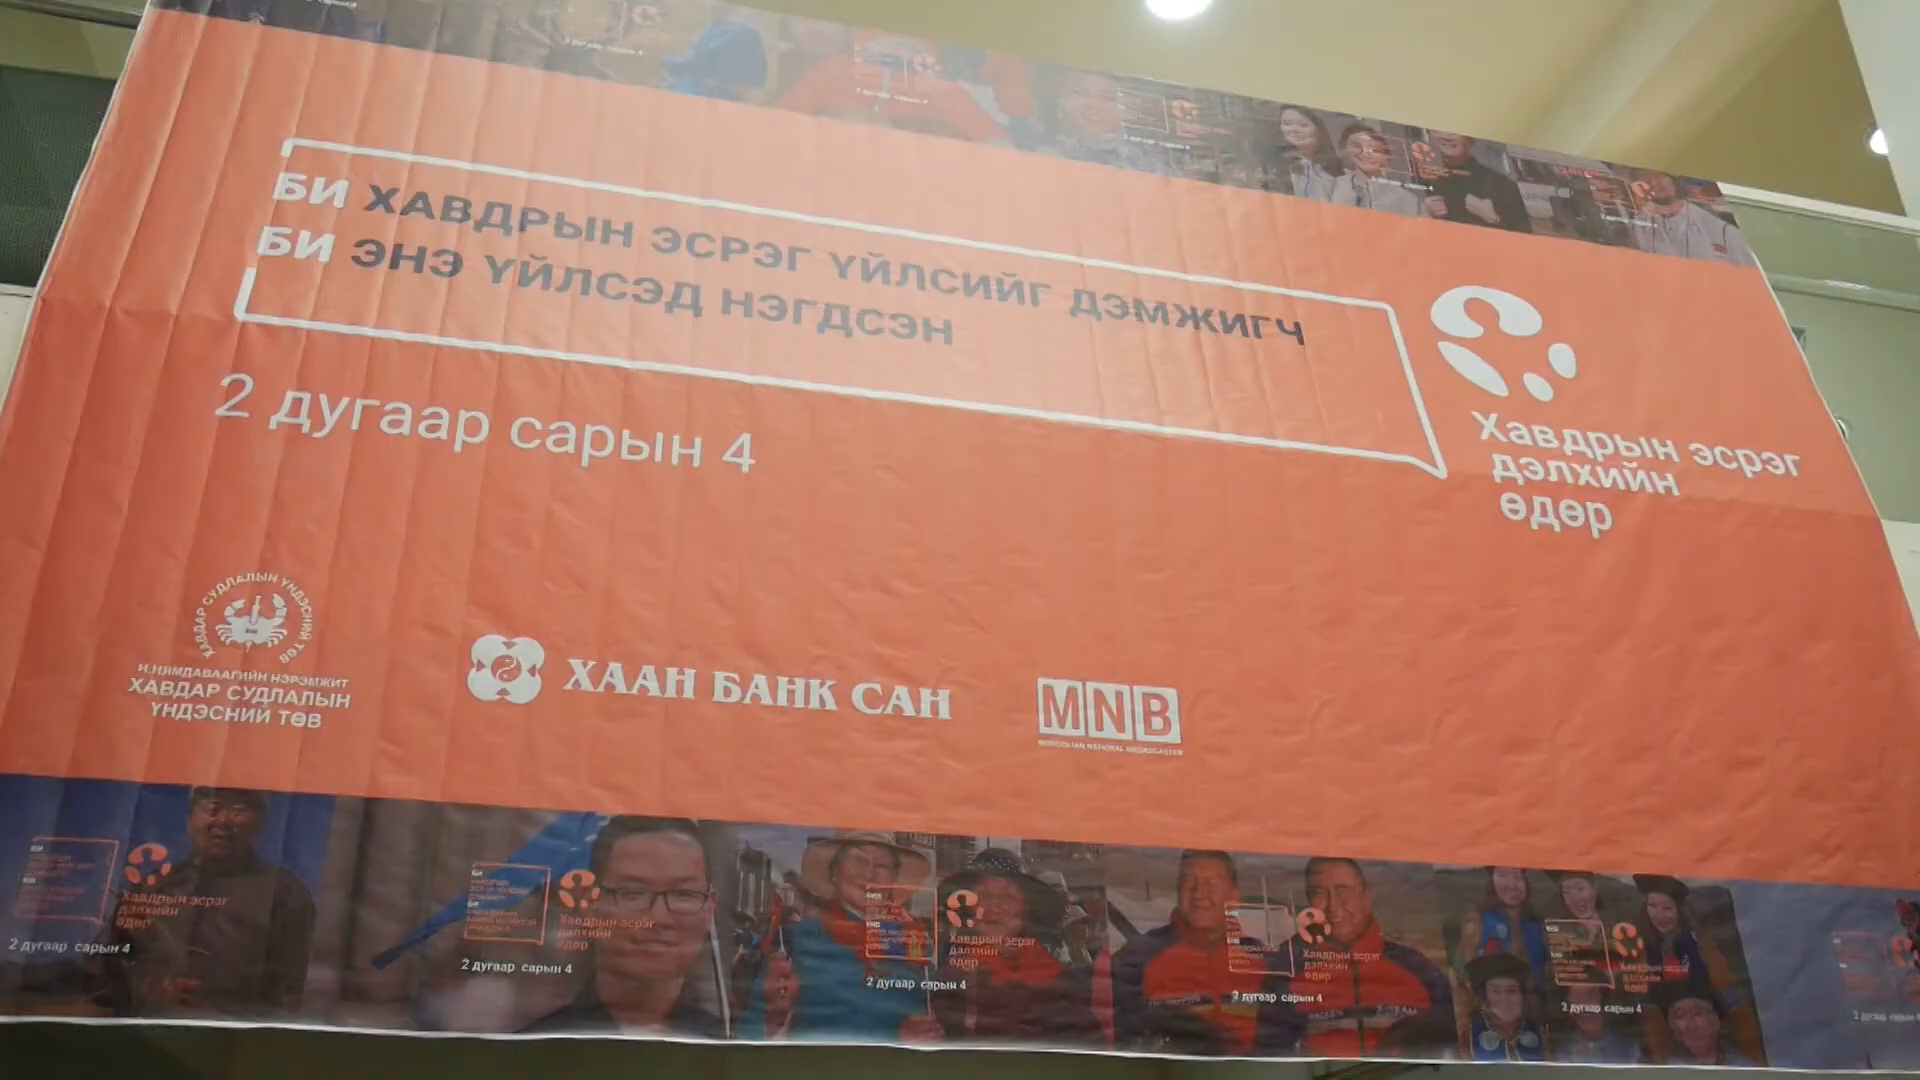 БИ ХАВДРЫН ЭСРЭГ ҮЙЛСИЙГ ДЭМЖИГЧ
БИ ЭНЭ ҮЙЛСЭД НЭГДСЭН
2 дугаар сарын 4
Хавдрын эсрэг
дэлхийн
өдөр
ХАВДАР СУДЛАЛЫН ҮНДЭСНИЙ ТӨВ
Н.НЯМДАВААГИЙН НЭРЭМЖИТ
ХАВДАР СУДЛАЛЫН
ҮНДЭСНИЙ ТӨВ
ХААН БАНК САН
MNB
MONGOLIAN NATIONAL BROADCASTER
Хавдрын эсрэг
дэлхийн
өдөр
2 дугаар сарын 4
Хавдрын эсрэг
дэлхийн
өдөр
2 дугаар сарын 4
Хавдрын эсрэг
дэлхийн
өдөр
2 дугаар сарын 4
Хавдрын эсрэг
дэлхийн
өдөр
2 дугаар сарын 4
Хавдрын эсрэг
дэлхийн
өдөр
2 дугаар сарын 4